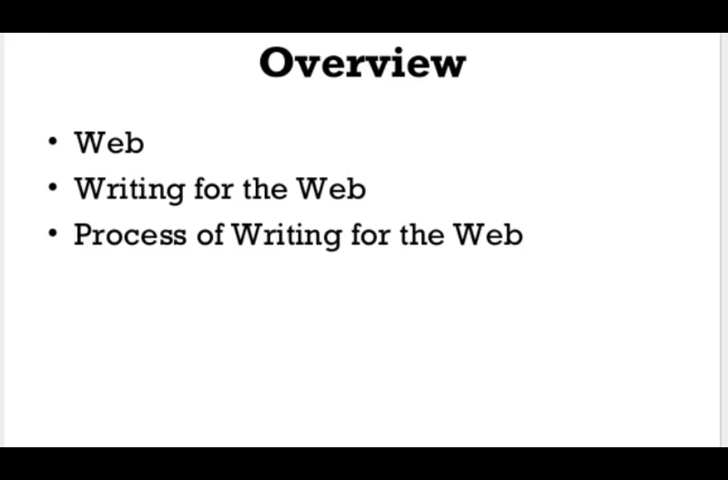 Overview
• Web
• Writing for the Web
• Process of Writing for the Web